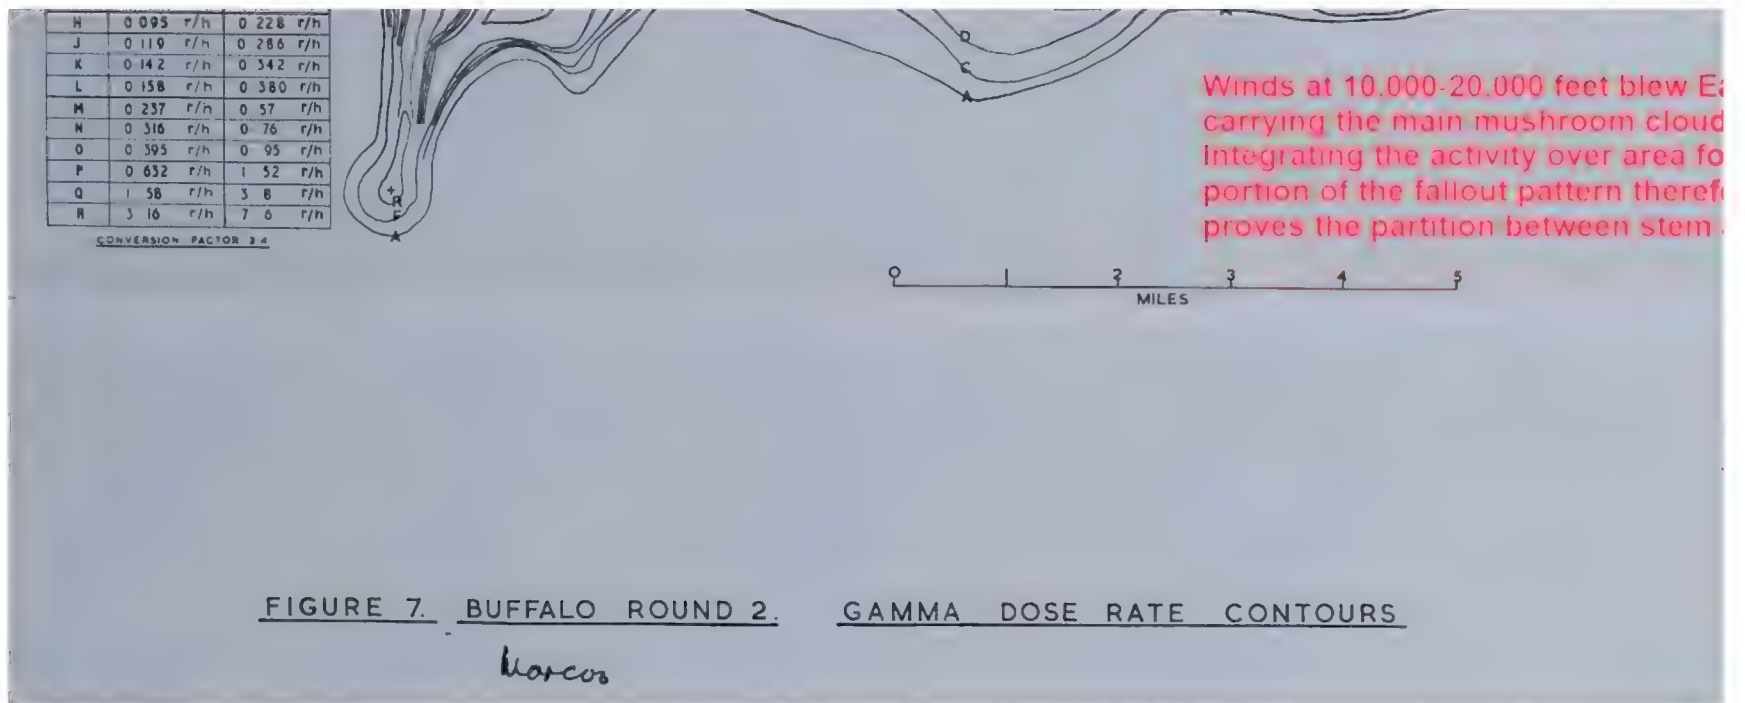 H 0 095 r/h 0 228 r/h
J 0 119 r/h 0 286 r/h
K 0 142 r/h 0 342 r/h
L 0 158 r/h 0 380 r/h
M 0 237 r/h 0 57 r/h
N 0 316 r/h 0 76 r/h
O 0 395 r/h 0 95 r/h
P 0 632 r/h 1 52 r/h
Q 1 58 r/h 3 8 r/h
R 3 16 r/h 7 6 r/h
CONVERSION FACTOR 2 4
R
F
A
D
C
A
A
Winds at 10.000-20.000 feet blew Ea
carrying the main mushroom cloud
Integrating the activity over area fo
portion of the fallout pattern theref
proves the partition between stem
0 1 2 3 4 5
MILES
FIGURE 7. BUFFALO ROUND 2. GAMMA DOSE RATE CONTOURS
Marcoo